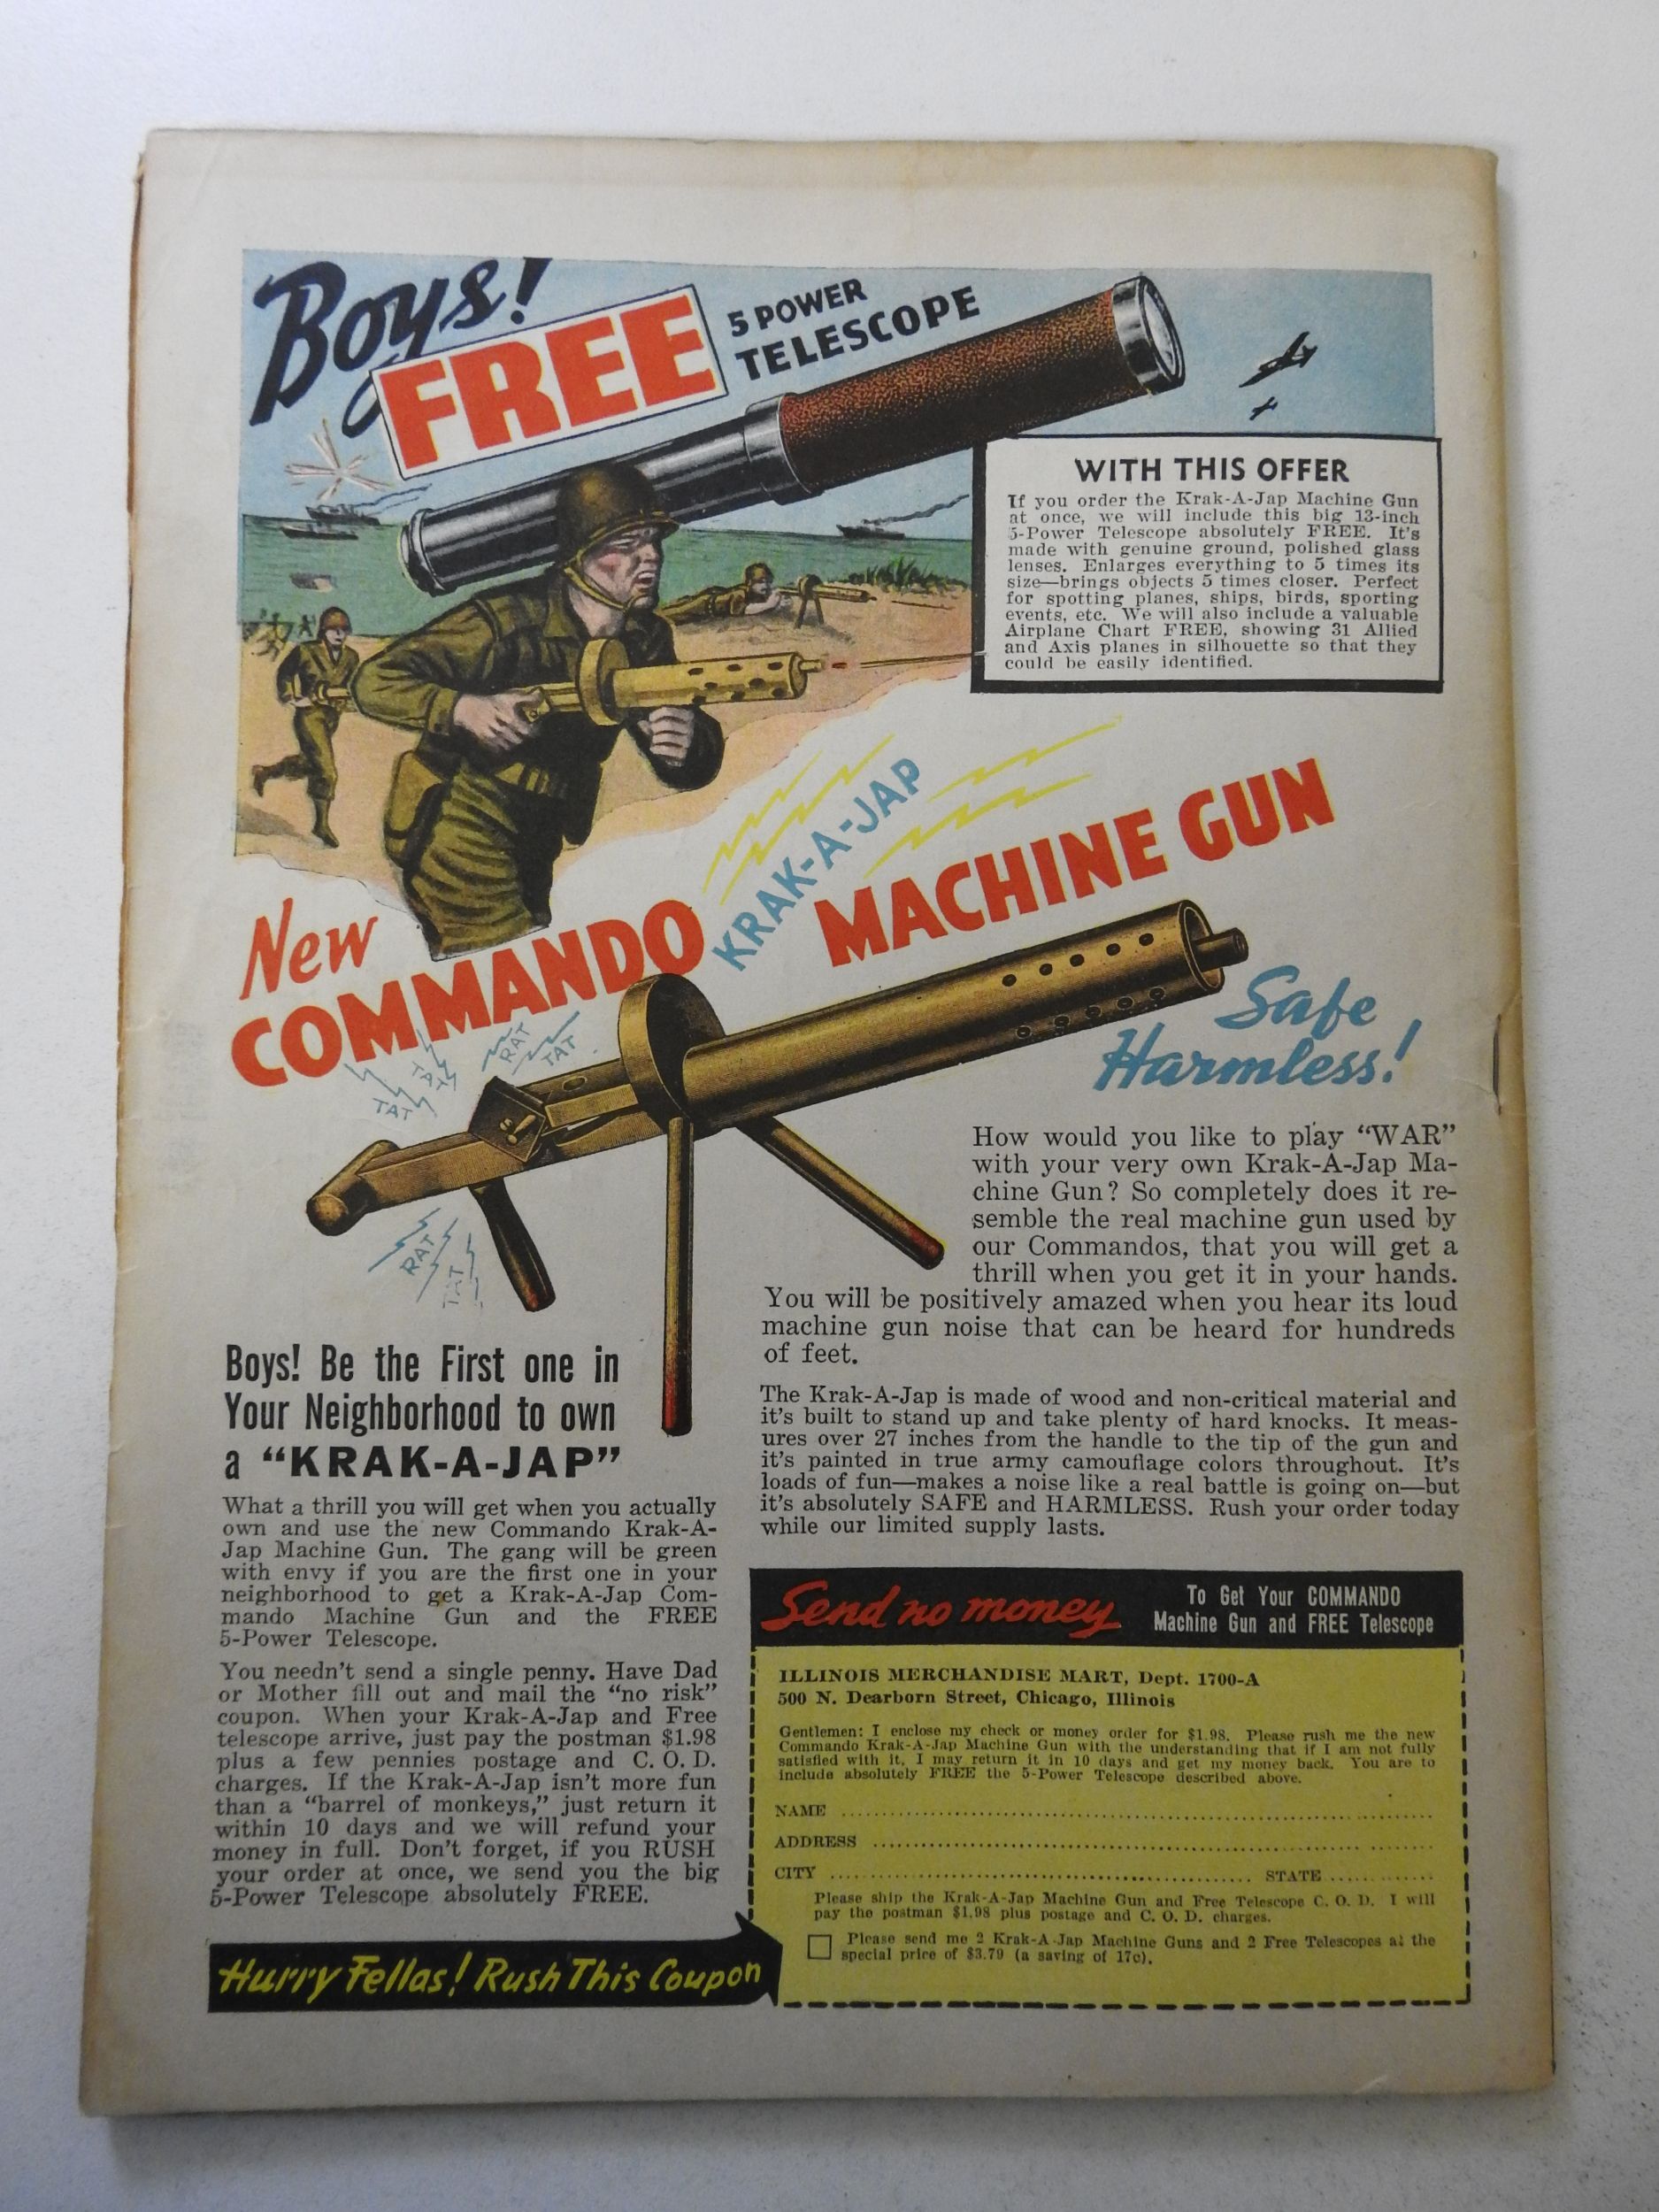 Boys!
FREE
5 POWER
TELESCOPE
WITH THIS OFFER
If you order the Krak-A-Jap Machine Gun
at once, we will include this big 13-inch
5-Power Telescope absolutely FREE. It's
made with genuine ground, polished glass
lenses. Enlarges everything to 5 times its
size—brings objects 5 times closer. Perfect
for spotting planes, ships, birds, sporting
events, etc. We will also include a valuable
Airplane Chart FREE, showing 31 Allied
and Axis planes in silhouette so that they
could be easily identified.
New
COMMANDO
KRAK-A-JAP
MACHINE GUN
Safe
Harmless!
TAT
TAT
RAT
TAT
RAT
TAT
How would you like to play “WAR”
with your very own Krak-A-Jap Ma-
chine Gun? So completely does it re-
semble the real machine gun used by
our Commandos, that you will get a
thrill when you get it in your hands.
You will be positively amazed when you hear its loud
machine gun noise that can be heard for hundreds
of feet.
The Krak-A-Jap is made of wood and non-critical material and
it's built to stand up and take plenty of hard knocks. It meas-
ures over 27 inches from the handle to the tip of the gun and
it's painted in true army camouflage colors throughout. It's
loads of fun—makes a noise like a real battle is going on—but
it's absolutely SAFE and HARMLESS. Rush your order today
while our limited supply lasts.
Boys! Be the First one in
Your Neighborhood to own
a “KRAK-A-JAP”
What a thrill you will get when you actually
own and use the new Commando Krak-A-
Jap Machine Gun. The gang will be green
with envy if you are the first one in your
neighborhood to get a Krak-A-Jap Com-
mando Machine Gun and the FREE
5-Power Telescope.
You needn't send a single penny. Have Dad
or Mother fill out and mail the “no risk”
coupon. When your Krak-A-Jap and Free
telescope arrive, just pay the postman $1.98
plus a few pennies postage and C. O. D.
charges. If the Krak-A-Jap isn't more fun
than a “barrel of monkeys,” just return it
within 10 days and we will refund your
money in full. Don't forget, if you RUSH
your order at once, we send you the big
5-Power Telescope absolutely FREE.
Hurry Fellas! Rush This Coupon
Send no money
To Get Your COMMANDO
Machine Gun and FREE Telescope
ILLINOIS MERCHANDISE MART, Dept. 1700-A
500 N. Dearborn Street, Chicago, Illinois
Gentlemen: I enclose my check or money order for $1.98. Please rush me the new
Commando Krak-A-Jap Machine Gun with the understanding that if I am not fully
satisfied with it, I may return it in 10 days and get my money back. You are to
include absolutely FREE the 5-Power Telescope described above.
NAME
ADDRESS
CITY STATE
Please ship the Krak-A-Jap Machine Gun and Free Telescope C. O. D. I will
pay the postman $1.98 plus postage and C. O. D. charges.
Please send me 2 Krak-A-Jap Machine Guns and 2 Free Telescopes at the
special price of $3.79 (a saving of 17c).